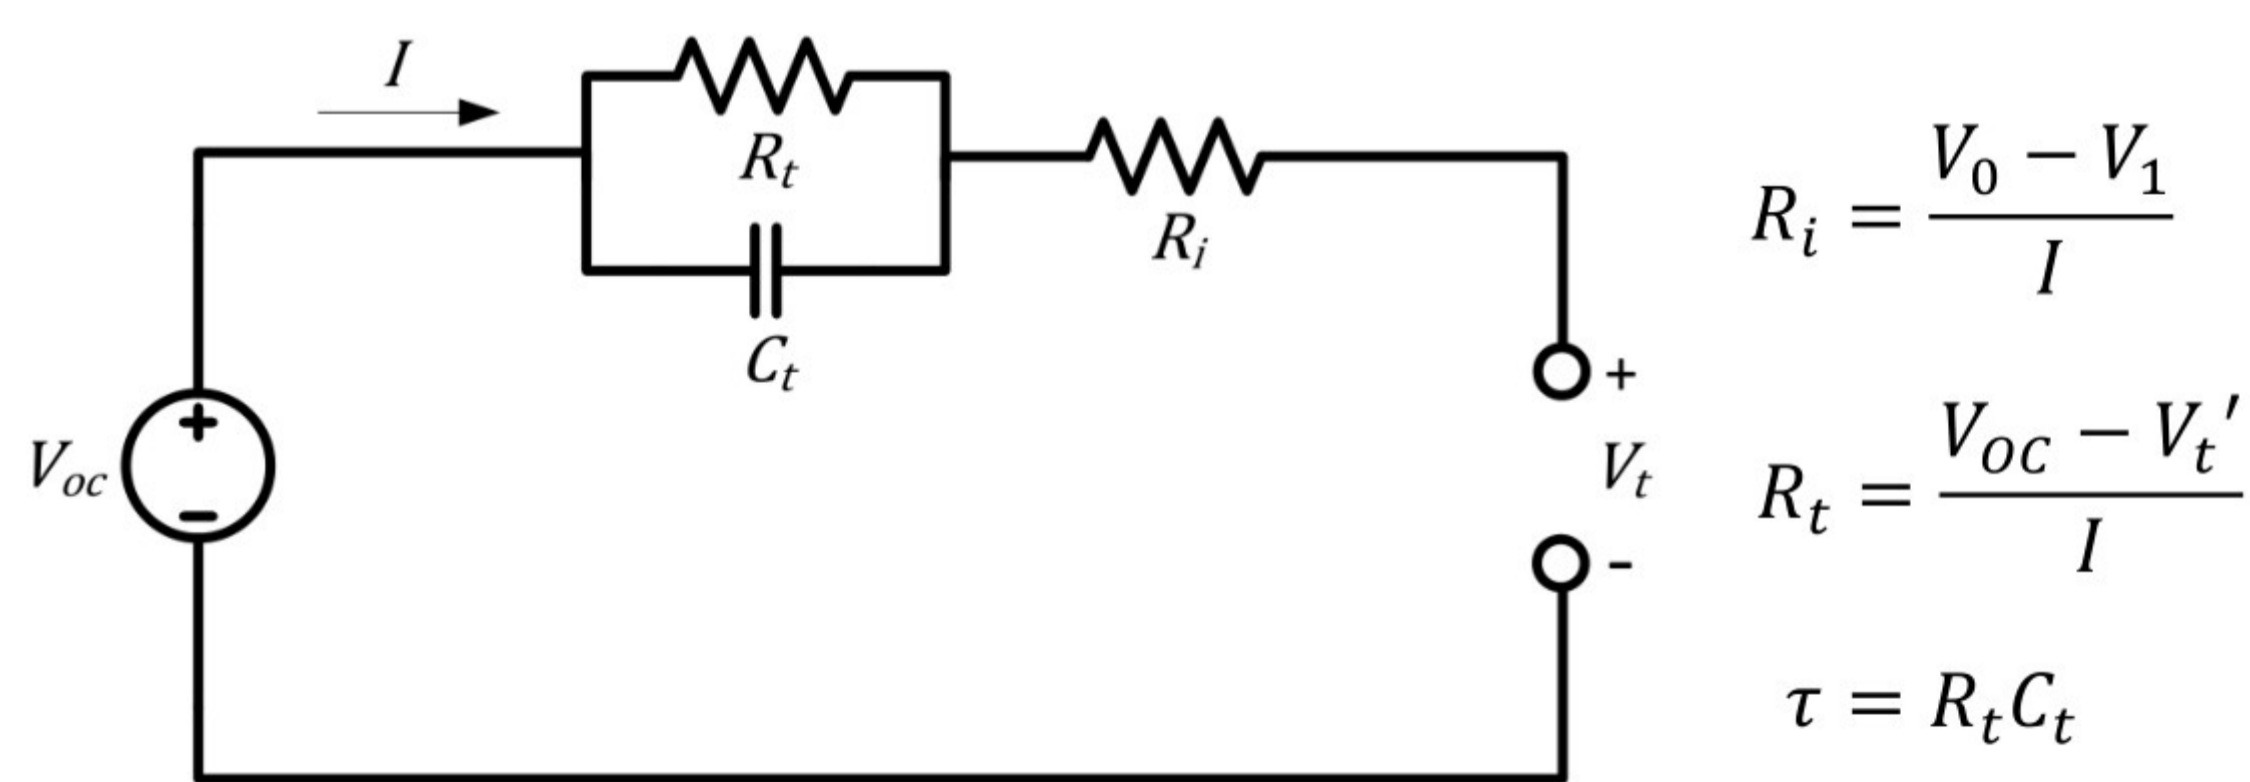 I
R_t
C_t
R_i
V_oc
+
−
+
V_t
-
R_i = (V_0 − V_1) / I
R_t = (V_OC − V_t′) / I
τ = R_t C_t